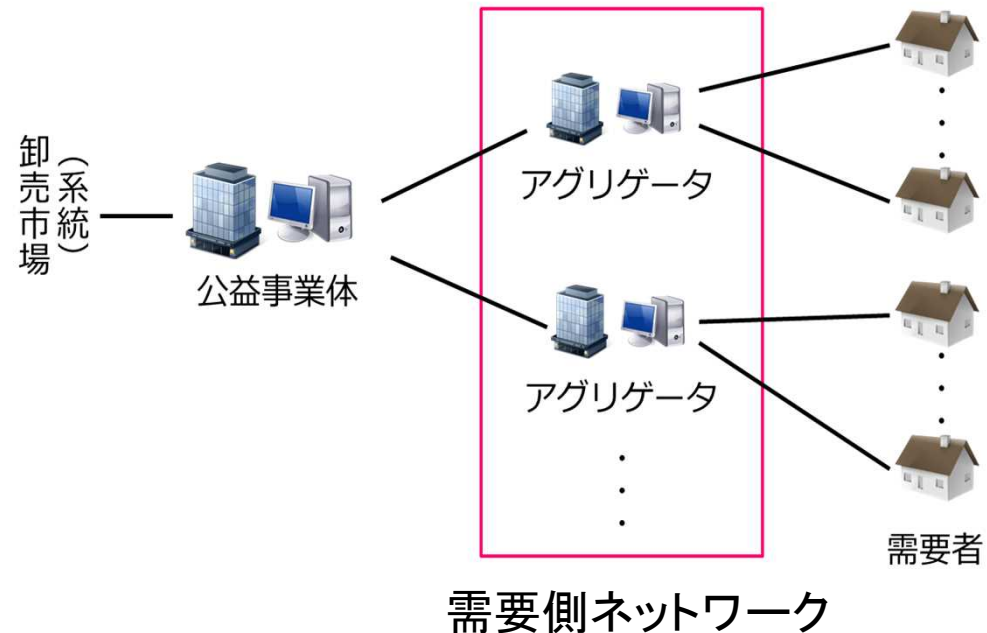 卸売市場
(系統)
公益事業体
アグリゲータ
アグリゲータ
需要者
需要側ネットワーク